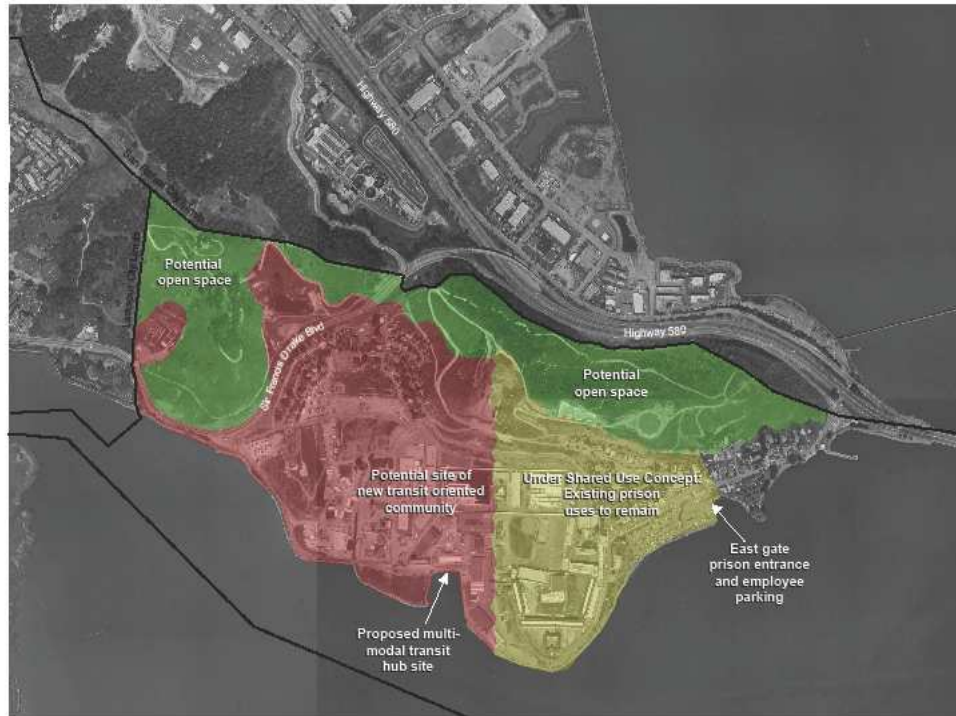 Highway 580
Potential
open space
Sir Francis Drake Blvd
Highway 580
Potential
open space
Potential site of
new transit oriented
community
Under Shared Use Concept:
Existing prison
uses to remain
East gate
prison entrance
and employee
parking
Proposed multi-
modal transit
hub site